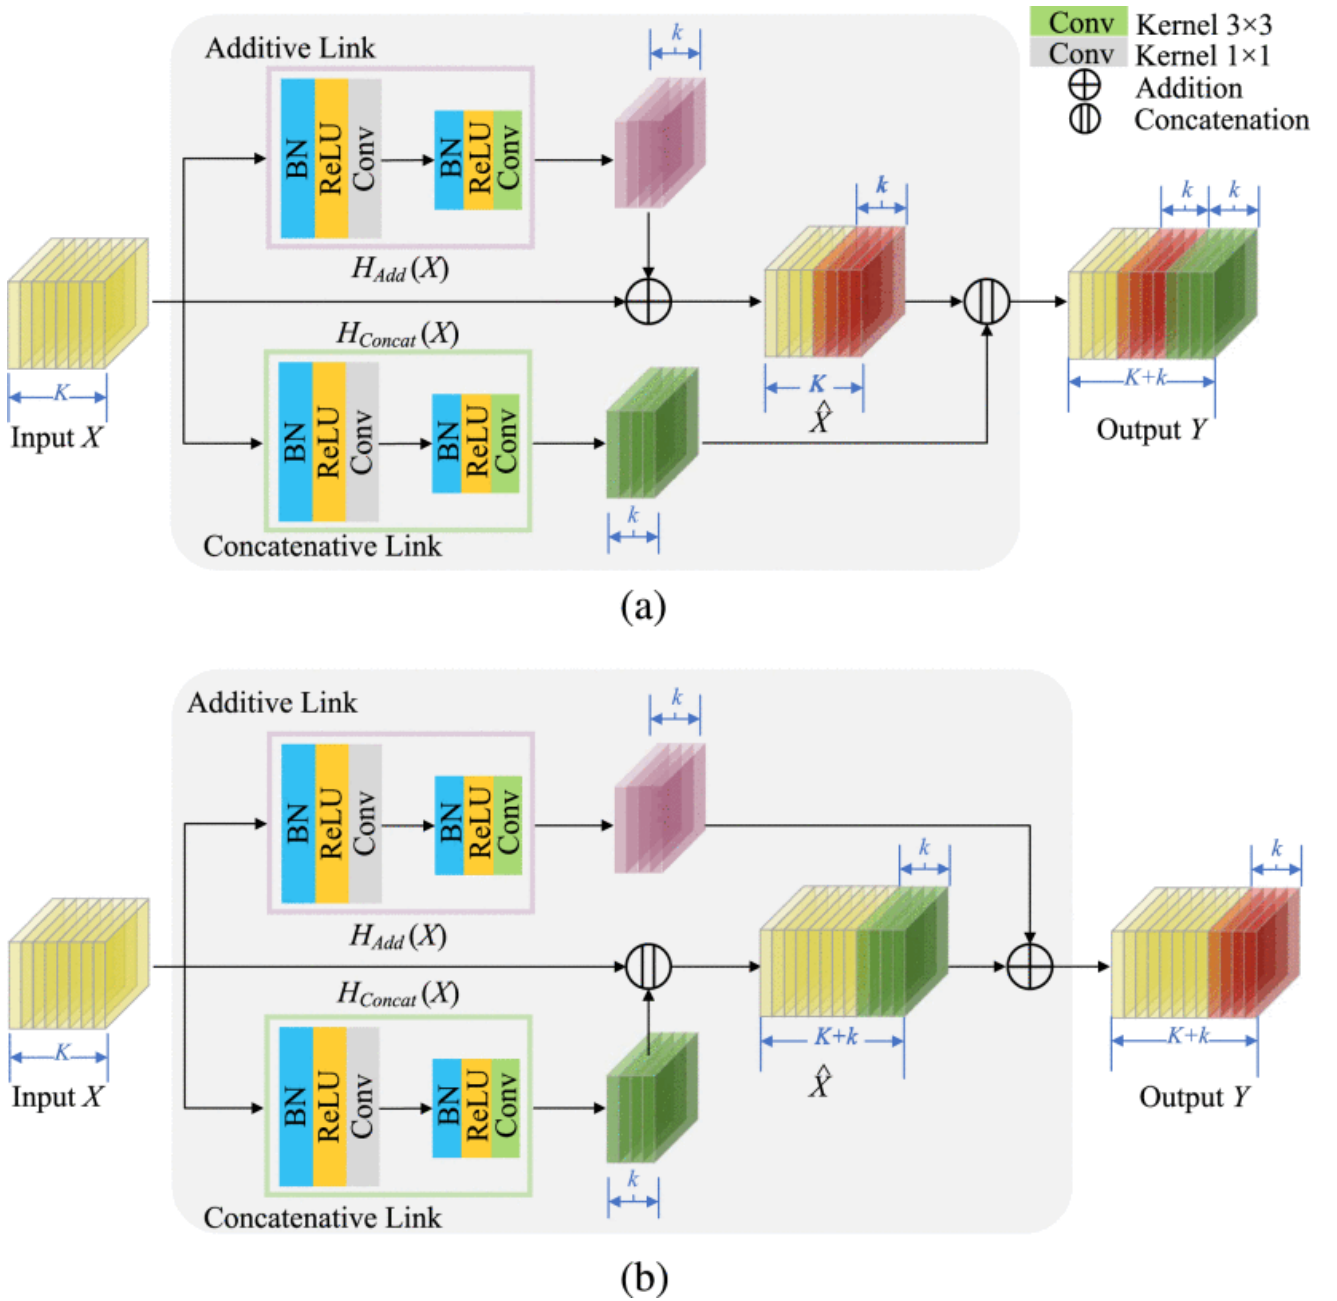 Conv Kernel 3×3
Conv Kernel 1×1
Addition
Concatenation
Additive Link
k
BN ReLU Conv BN ReLU Conv
H_Add(X)
k
k k
H_Concat(X)
K
Input X
K
X̂
K+k
Output Y
BN ReLU Conv BN ReLU Conv
k
Concatenative Link
(a)
Additive Link
k
BN ReLU Conv BN ReLU Conv
k
k
H_Add(X)
H_Concat(X)
K
Input X
K+k
X̂
K+k
Output Y
BN ReLU Conv BN ReLU Conv
k
Concatenative Link
(b)